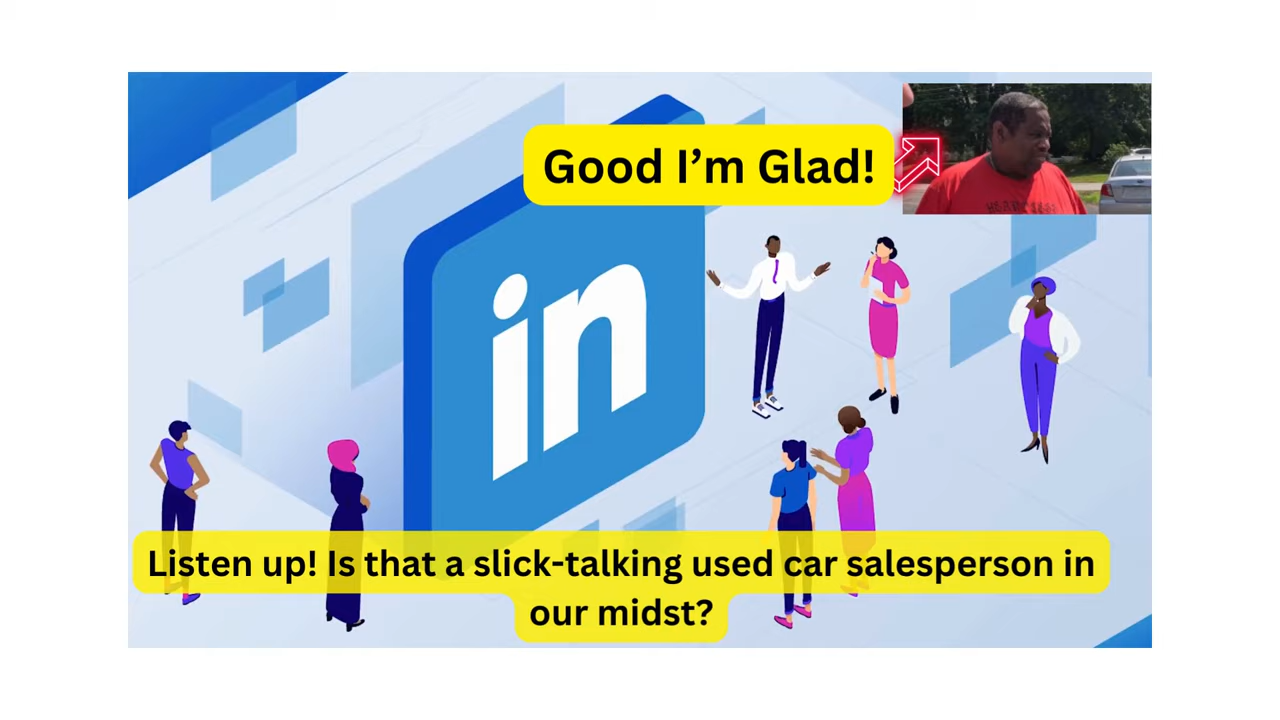 Good I’m Glad!
in
Listen up! Is that a slick-talking used car salesperson in
our midst?